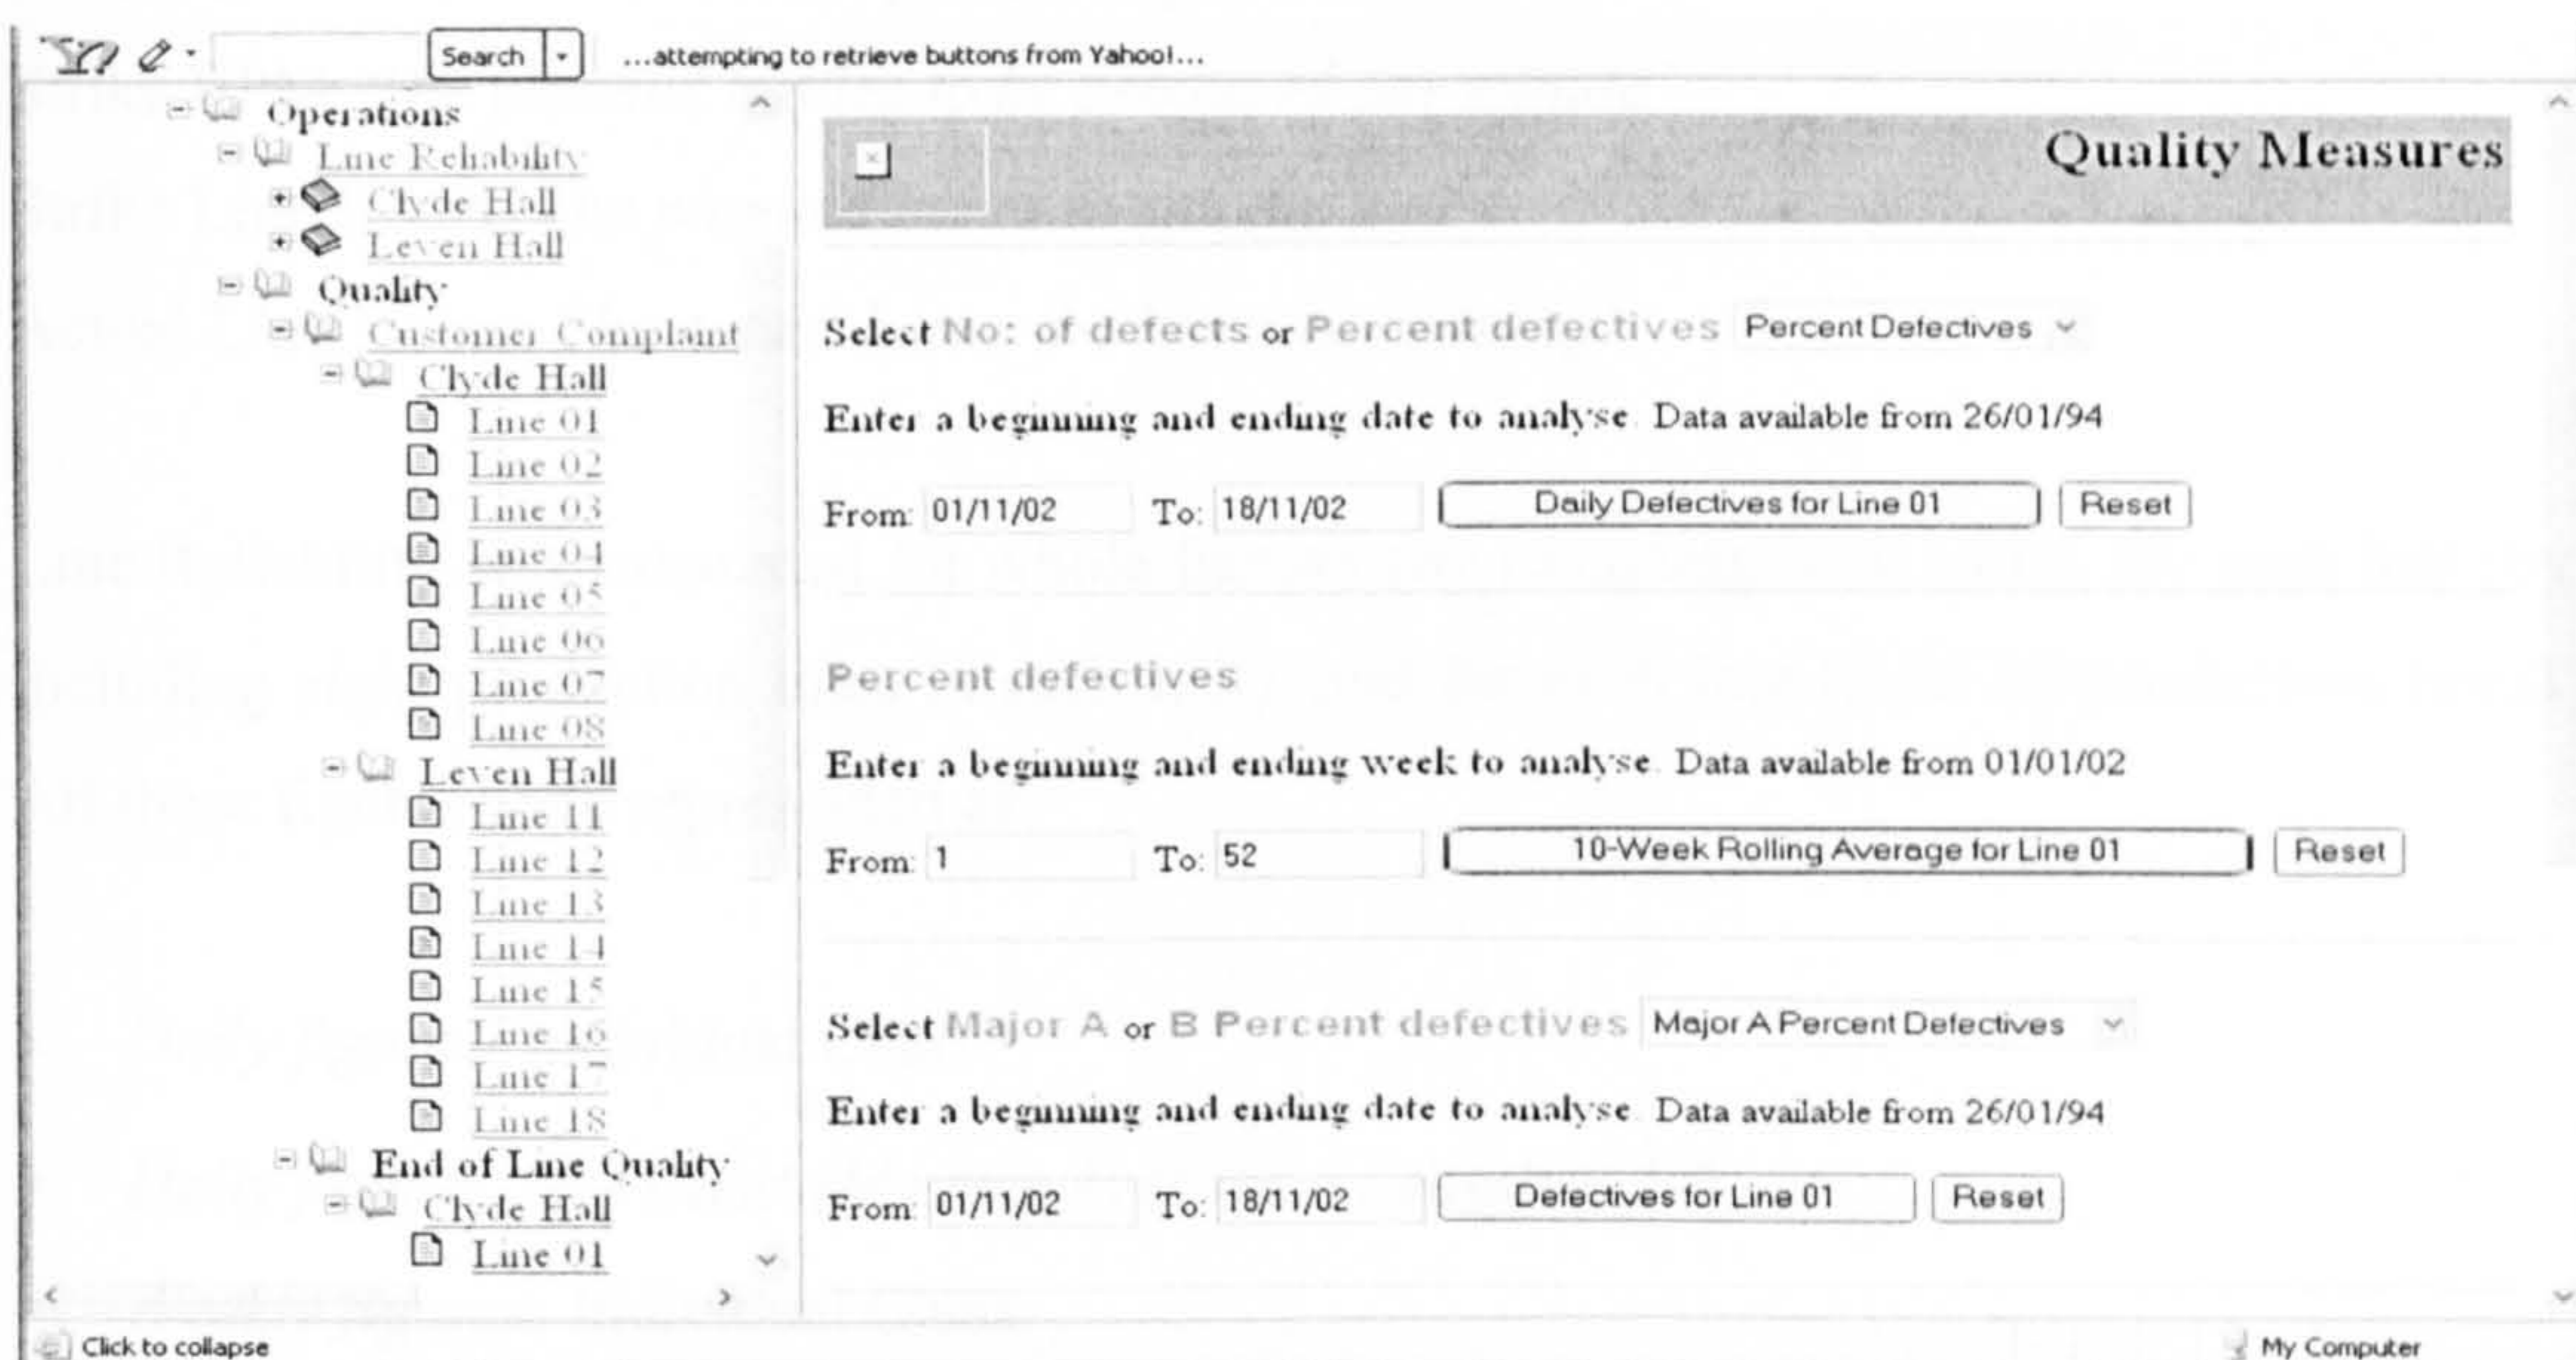 Search
...attempting to retrieve buttons from Yahoo!...
Operations
Line Reliability
Clyde Hall
Leven Hall
Quality
Customer Complaint
Clyde Hall
Line 01
Line 02
Line 03
Line 04
Line 05
Line 06
Line 07
Line 08
Leven Hall
Line 11
Line 12
Line 13
Line 14
Line 15
Line 16
Line 17
Line 18
End of Line Quality
Clyde Hall
Line 01
Quality Measures
Select No: of defects or Percent defectives Percent Defectives
Enter a beginning and ending date to analyse. Data available from 26/01/94
From: 01/11/02 To: 18/11/02 Daily Defectives for Line 01 Reset
Percent defectives
Enter a beginning and ending week to analyse. Data available from 01/01/02
From: 1 To: 52 10-Week Rolling Average for Line 01 Reset
Select Major A or B Percent defectives Major A Percent Defectives
Enter a beginning and ending date to analyse. Data available from 26/01/94
From: 01/11/02 To: 18/11/02 Defectives for Line 01 Reset
Click to collapse My Computer